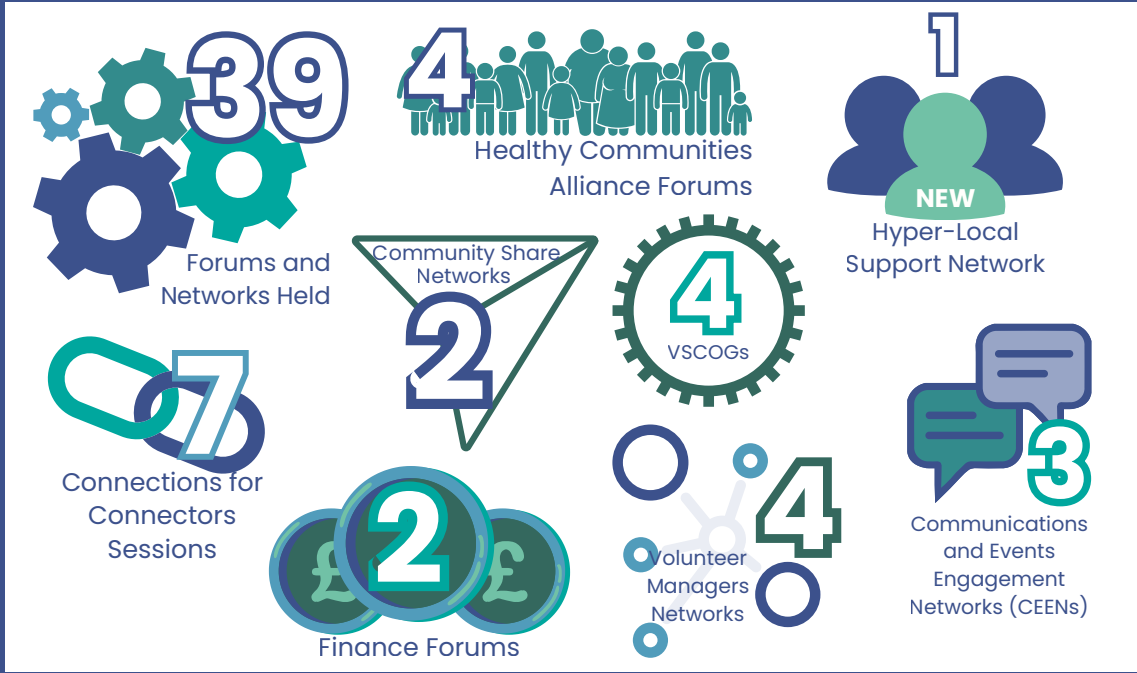 39
Forums and
Networks Held
4
Healthy Communities
Alliance Forums
1
NEW
Hyper-Local
Support Network
Community Share
Networks
2
4
VSCOGs
7
Connections for
Connectors
Sessions
£
2
£
Finance Forums
4
Volunteer
Managers
Networks
3
Communications
and Events
Engagement
Networks (CEENs)